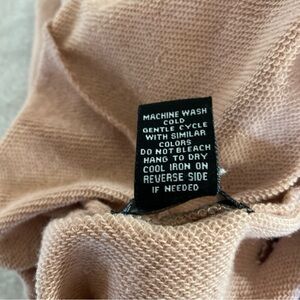 MACHINE WASH
COLD
GENTLE CYCLE
WITH SIMILAR
COLORS
DO NOT BLEACH
HANG TO DRY
COOL IRON ON
REVERSE SIDE
IF NEEDED